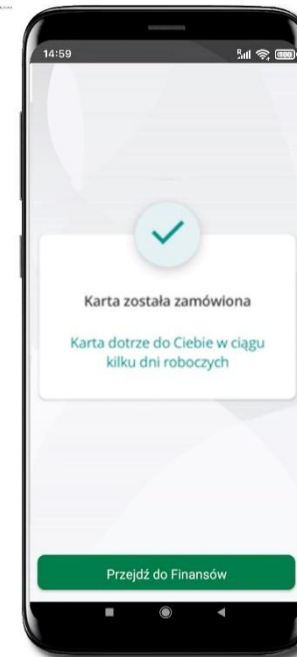 14:59
Karta została zamówiona
Karta dotrze do Ciebie w ciągu
kilku dni roboczych
Przejdź do Finansów